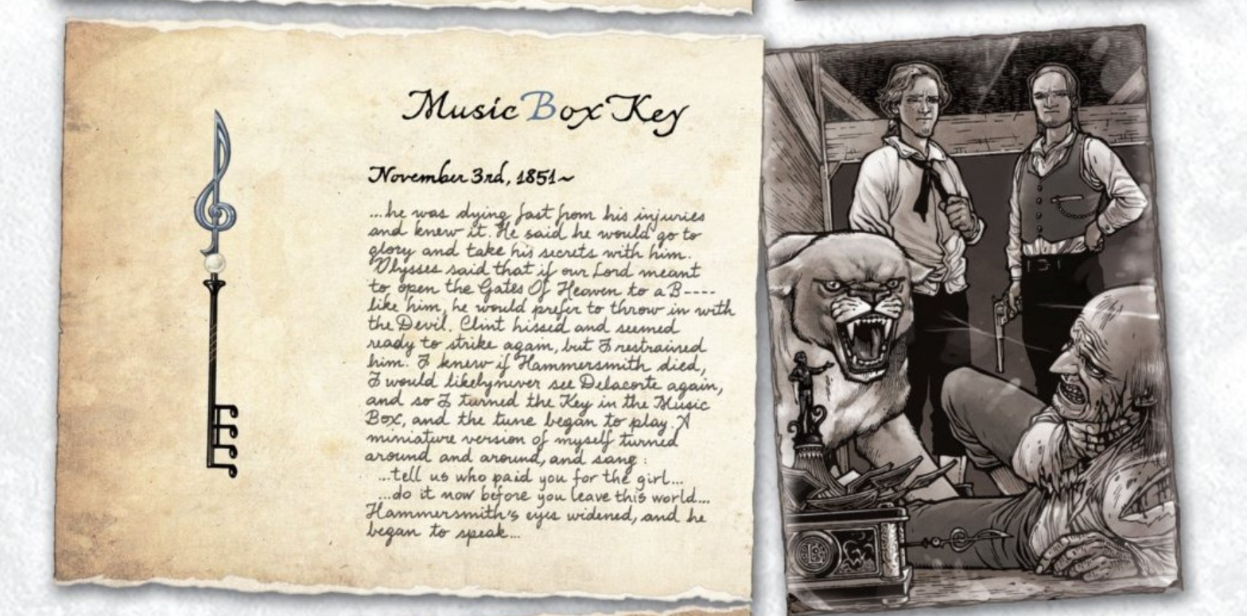 Music Box Key
November 3rd, 1851~
...he was dying fast from his injuries
and knew it. He said he would go to
glory and take his secrets with him.
Ulysses said that if our Lord meant
to open the Gates Of Heaven to a B----
like him, he would prefer to throw in with
the Devil. Clint hissed and seemed
ready to strike again, but I restrained
him. I knew if Hammersmith died,
I would likely never see Delacorte again,
and so I turned the Key in the Music
Box, and the tune began to play. A
miniature version of myself turned
around and around, and sang:
...tell us who paid you for the girl...
...do it now before you leave this world...
Hammersmith's eyes widened, and he
began to speak...